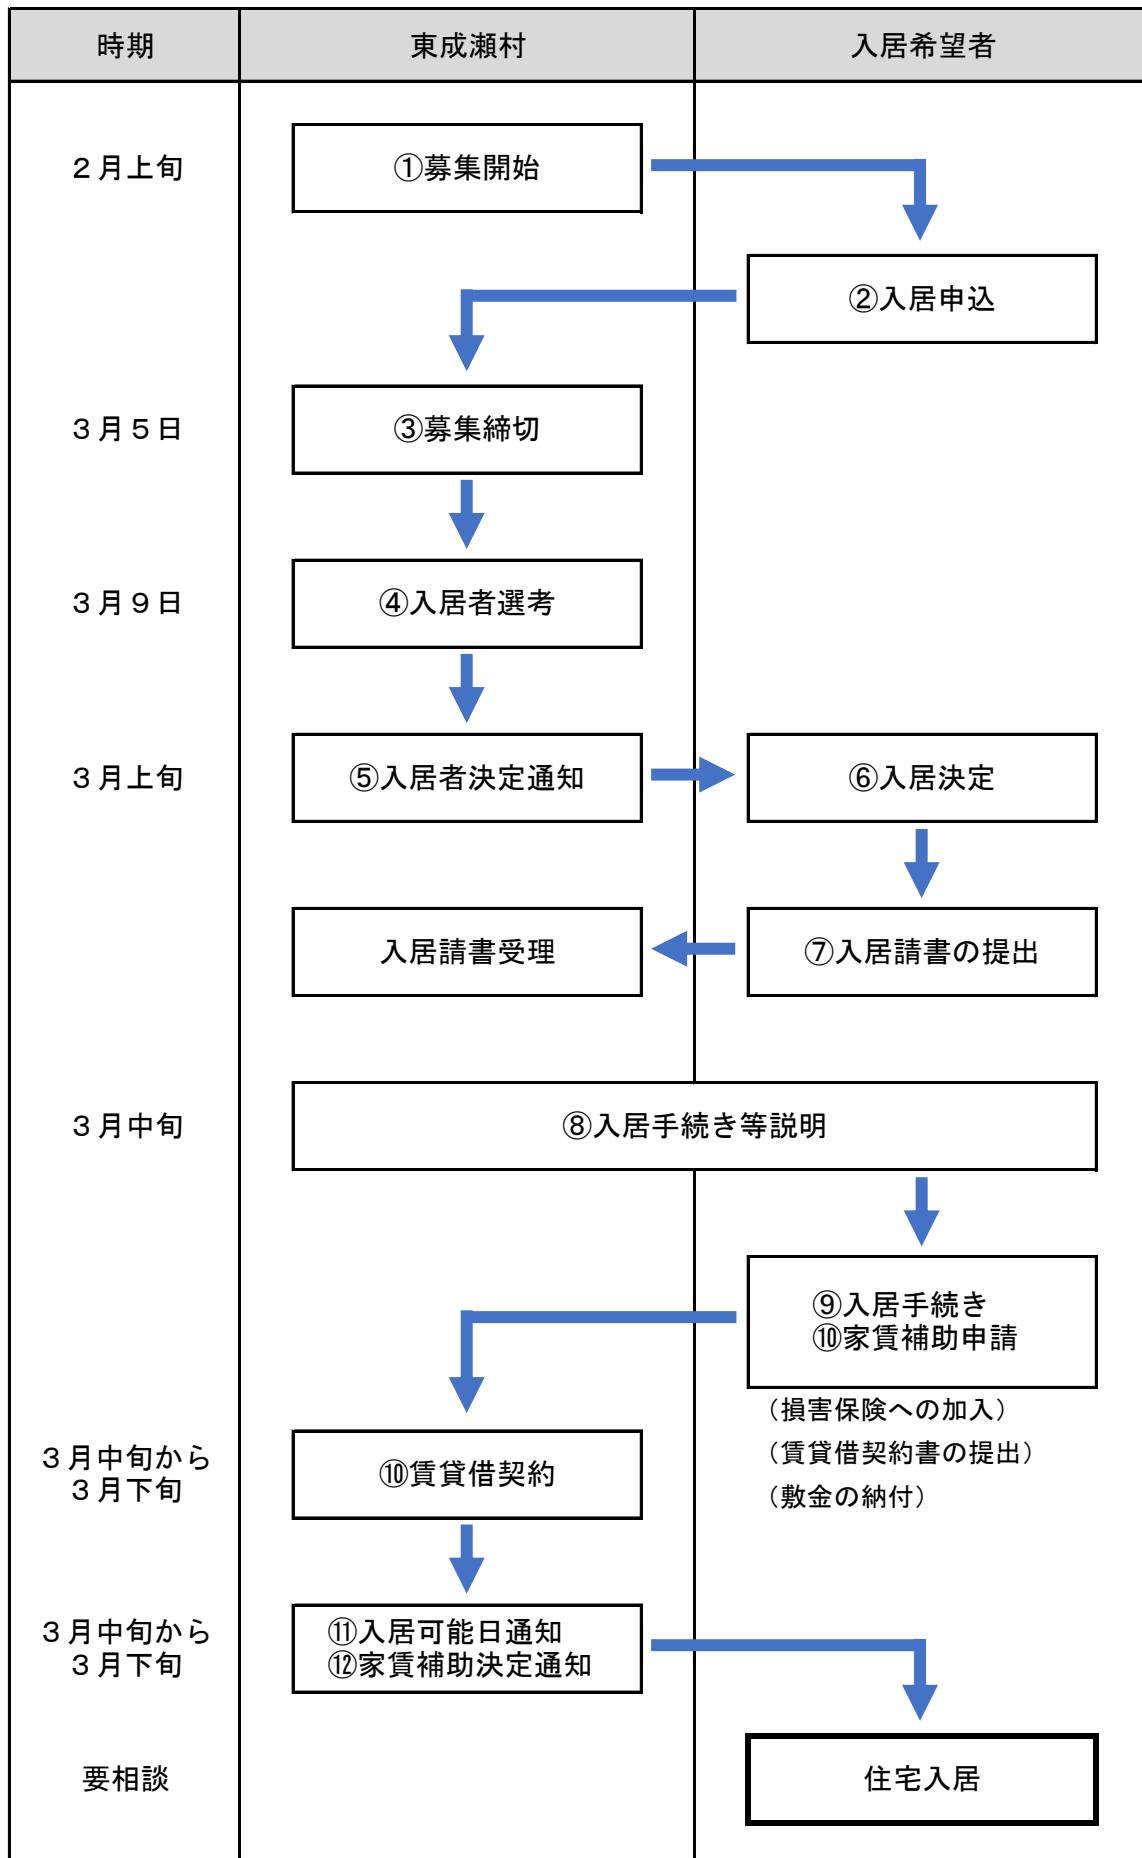 時期
東成瀬村
入居希望者
２月上旬
①募集開始
②入居申込
３月５日
③募集締切
３月９日
④入居者選考
３月上旬
⑤入居者決定通知
⑥入居決定
入居請書受理
⑦入居請書の提出
３月中旬
⑧入居手続き等説明
⑨入居手続き
⑩家賃補助申請
（損害保険への加入）
（賃貸借契約書の提出）
（敷金の納付）
３月中旬から
３月下旬
⑩賃貸借契約
３月中旬から
３月下旬
⑪入居可能日通知
⑫家賃補助決定通知
要相談
住宅入居